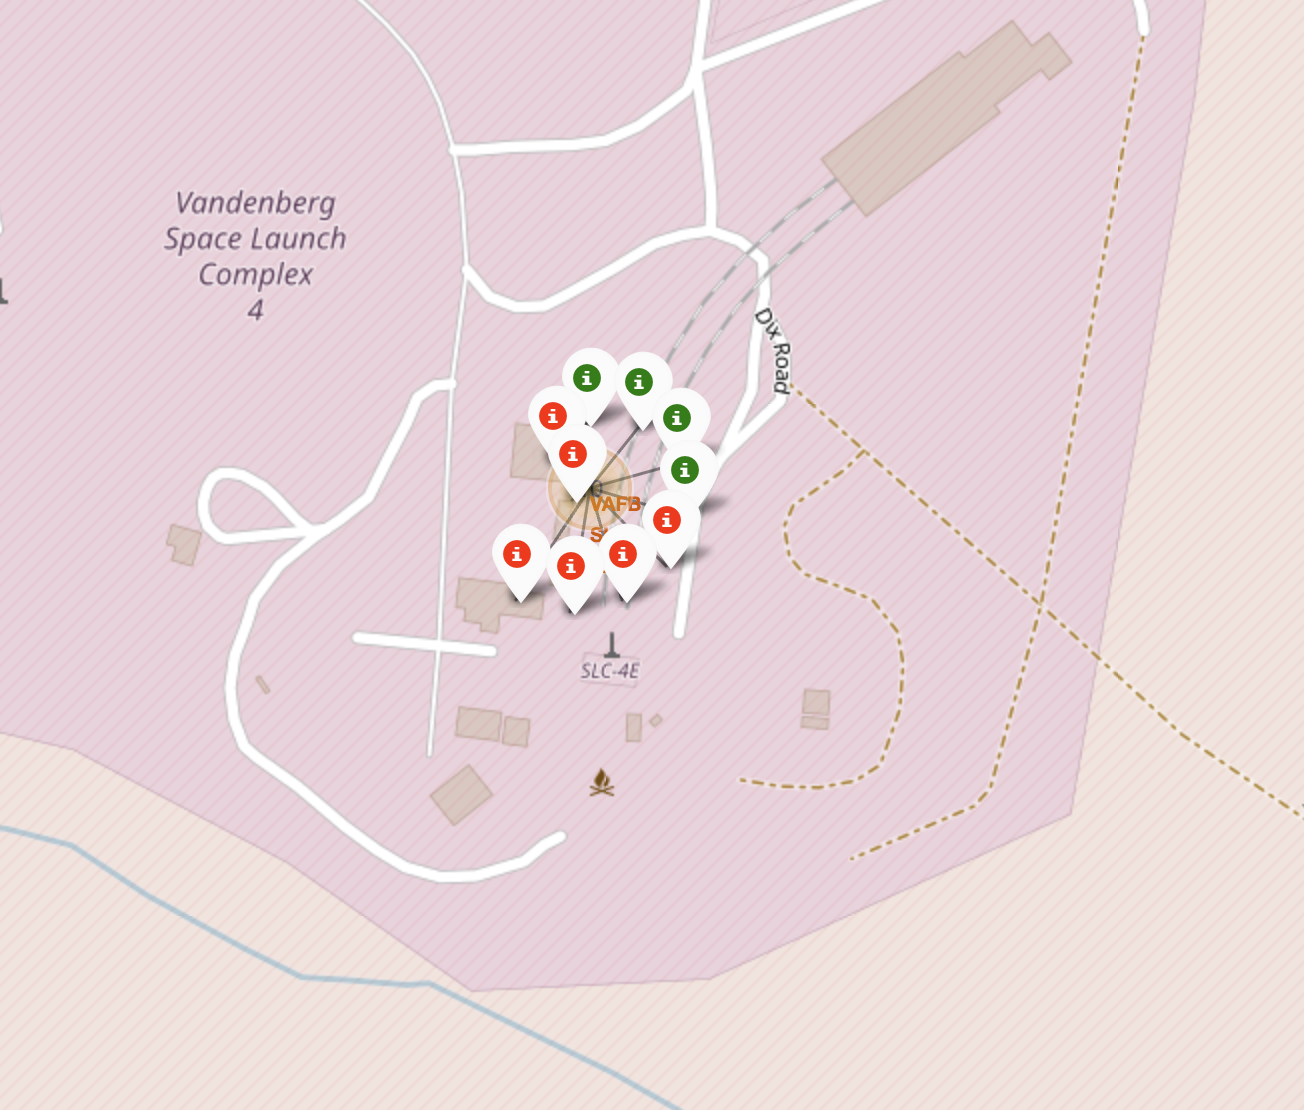 Vandenberg
Space Launch
Complex
4
Dix Road
VAFB
SLC-4E